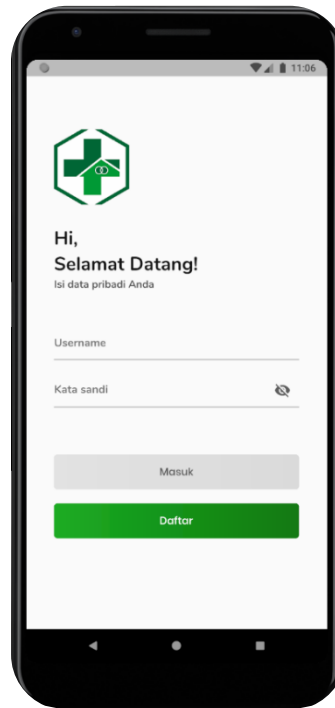 11:06
Hi,
Selamat Datang!
Isi data pribadi Anda
Username
Kata sandi
Masuk
Daftar